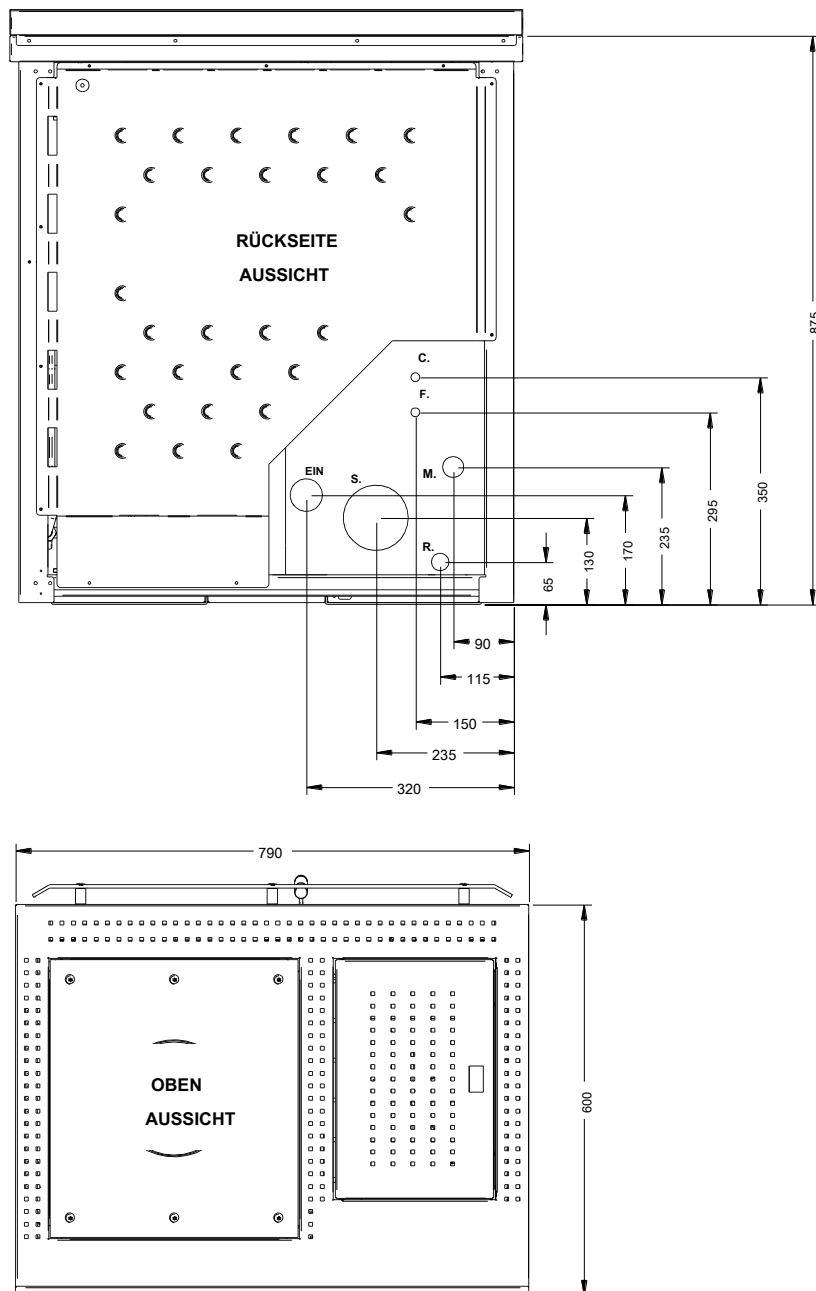 RÜCKSEITE
AUSSICHT
C.
F.
EIN
S.
M.
R.
65
130
170
235
295
350
875
90
115
150
235
320
790
OBEN
AUSSICHT
600